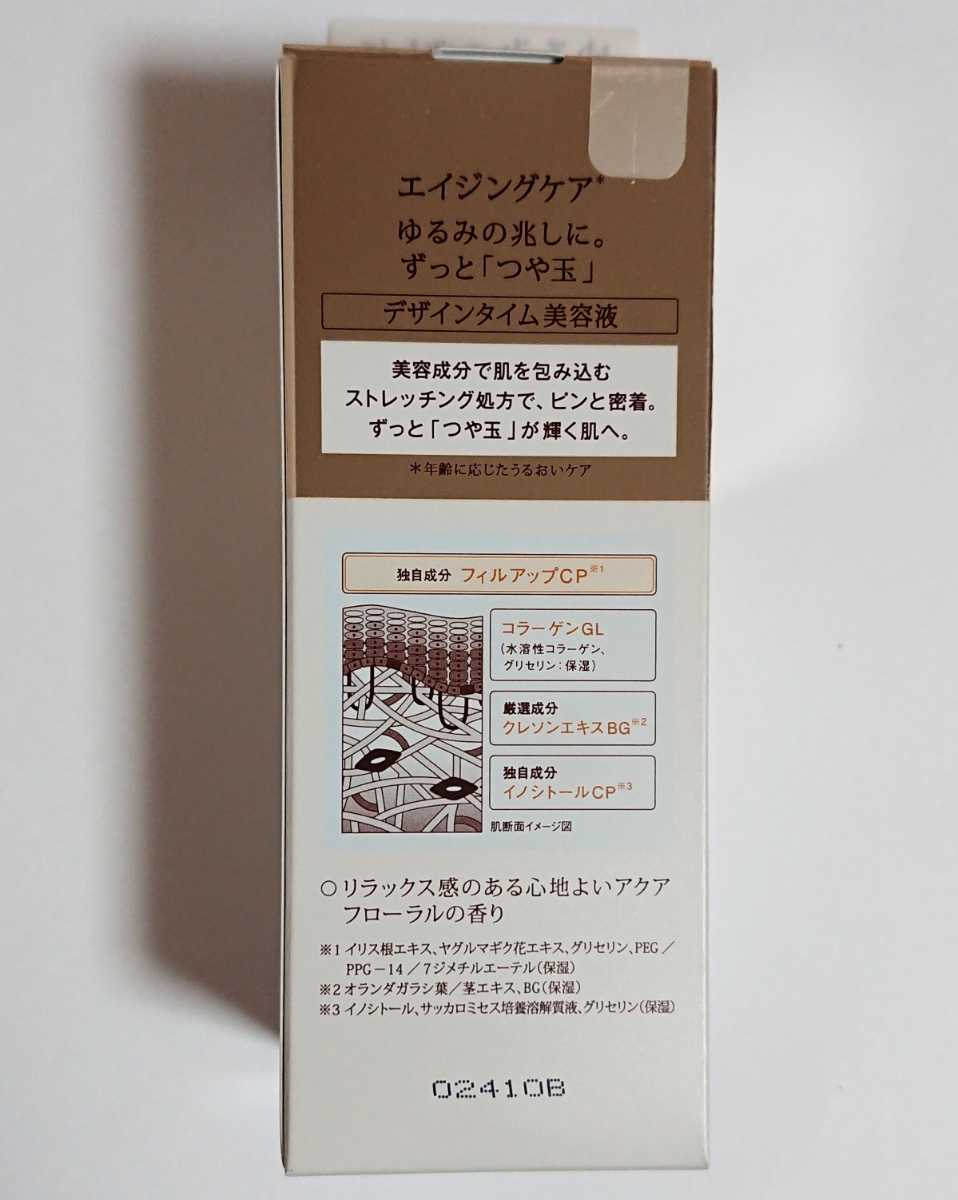 エイジングケア*
ゆるみの兆しに。
ずっと「つや玉」
デザインタイム美容液
美容成分で肌を包み込む
ストレッチング処方で、ピンと密着。
ずっと「つや玉」が輝く肌へ。
*年齢に応じたうるおいケア
独自成分 フィルアップCP※1
コラーゲンGL
(水溶性コラーゲン、
グリセリン:保湿)
厳選成分
クレソンエキスBG※2
独自成分
イノシトールCP※3
肌断面イメージ図
○リラックス感のある心地よいアクア
フローラルの香り
※1 イリス根エキス、ヤグルマギク花エキス、グリセリン、PEG/
PPG-14/7ジメチルエーテル(保湿)
※2 オランダガラシ葉/茎エキス、BG(保湿)
※3 イノシトール、サッカロミセス培養溶解質液、グリセリン(保湿)
02410B